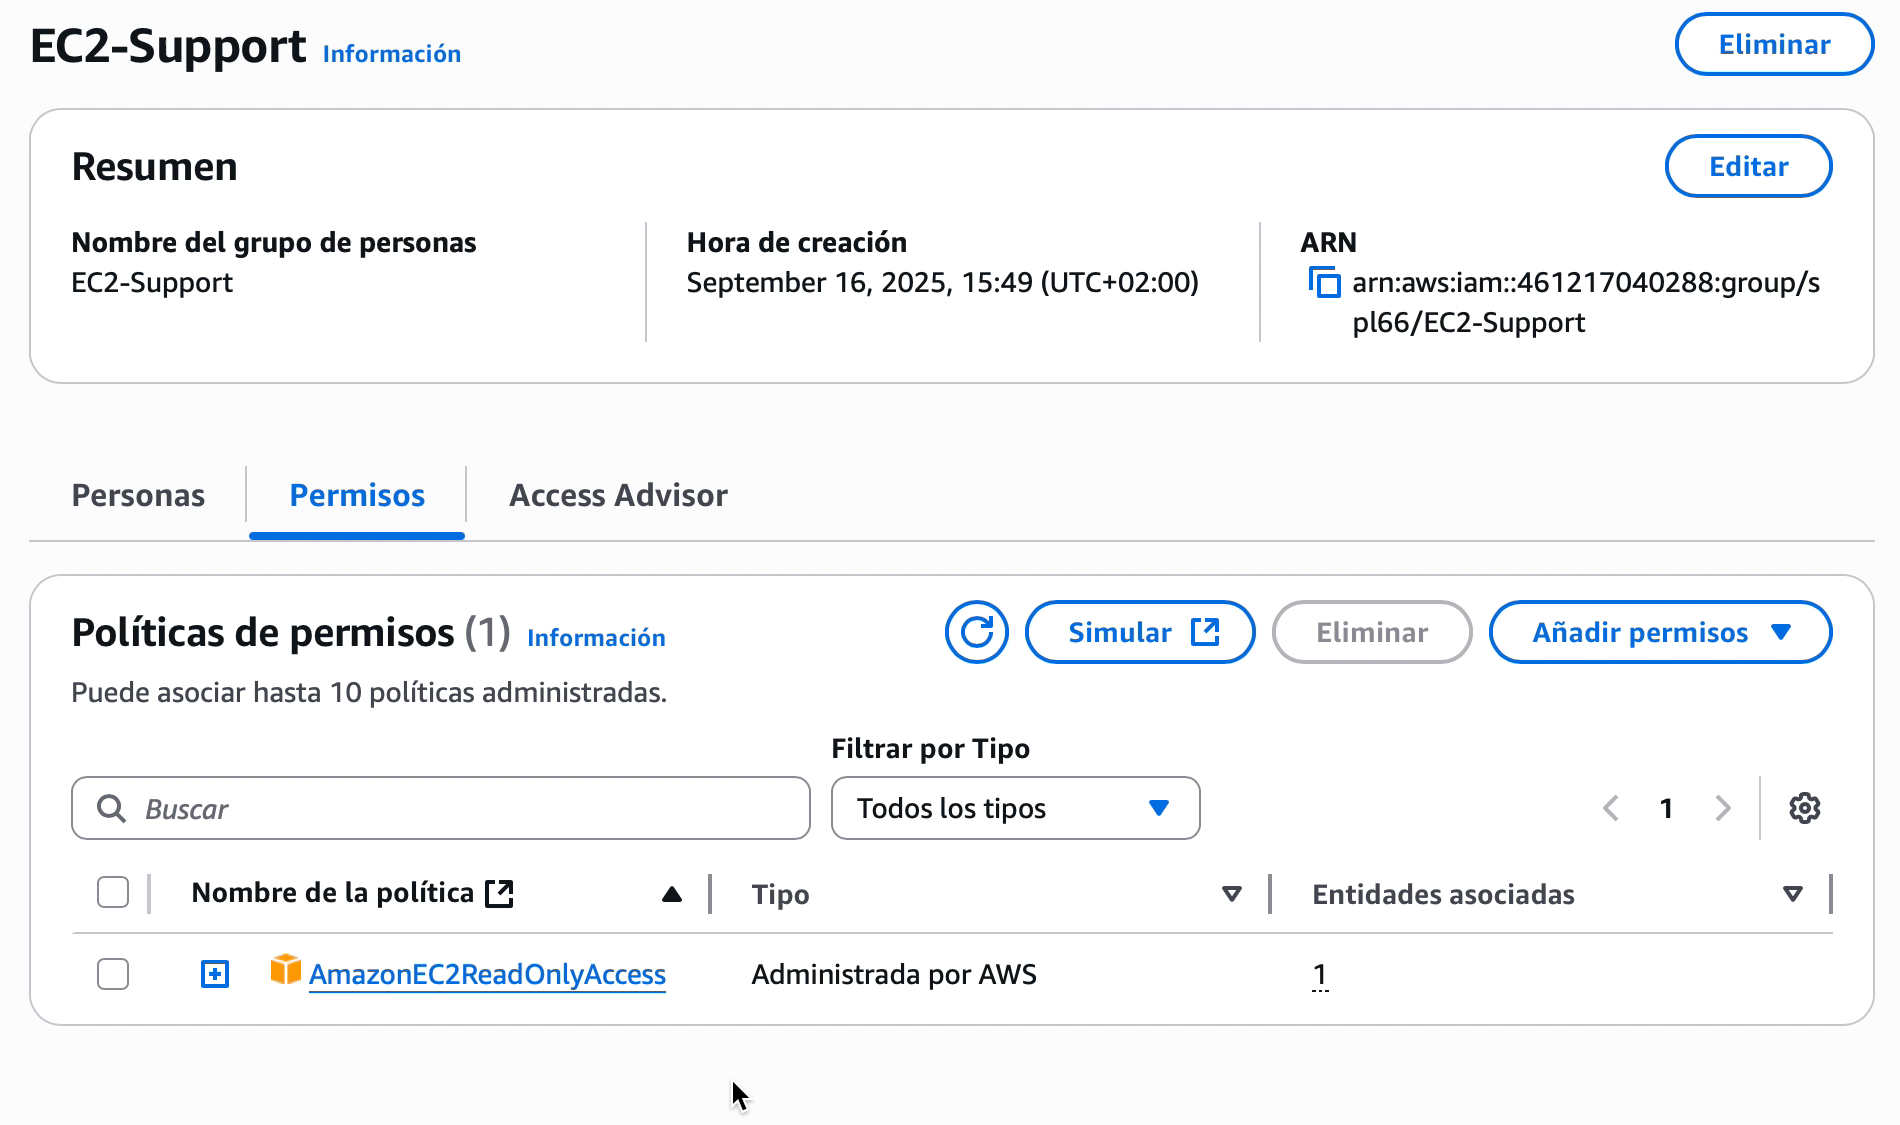 EC2-Support Información
Eliminar
Resumen
Editar
Nombre del grupo de personas
EC2-Support
Hora de creación
September 16, 2025, 15:49 (UTC+02:00)
ARN
arn:aws:iam::461217040288:group/s
pl66/EC2-Support
Personas
Permisos
Access Advisor
Políticas de permisos (1) Información
Simular
Eliminar
Añadir permisos
Puede asociar hasta 10 políticas administradas.
Filtrar por Tipo
Buscar
Todos los tipos
1
Nombre de la política
Tipo
Entidades asociadas
AmazonEC2ReadOnlyAccess
Administrada por AWS
1